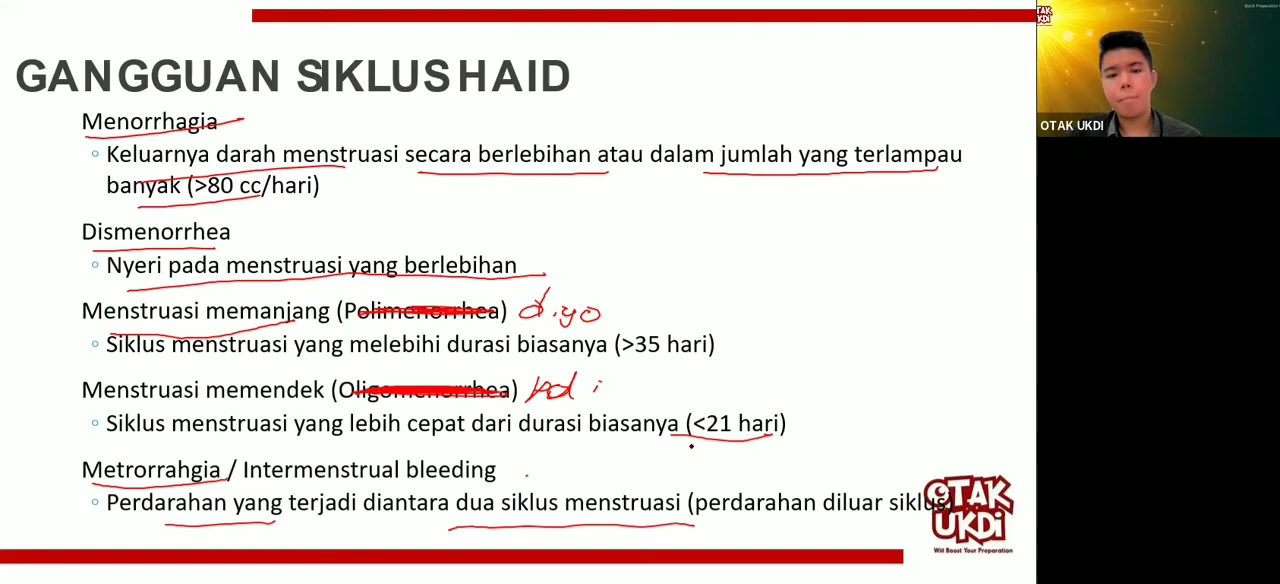 GANGGUAN SIKLUS HAID
Menorrhagia
Keluarnya darah menstruasi secara berlebihan atau dalam jumlah yang terlampau
banyak (>80 cc/hari)
Dismenorrhea
Nyeri pada menstruasi yang berlebihan
Menstruasi memanjang (Polimenorrhea)
Siklus menstruasi yang melebihi durasi biasanya (>35 hari)
Menstruasi memendek (Oligomenorrhea)
Siklus menstruasi yang lebih cepat dari durasi biasanya (<21 hari)
Metrorrahgia / Intermenstrual bleeding
Perdarahan yang terjadi diantara dua siklus menstruasi (perdarahan diluar siklus)
OTAK
UKDi
Will Boost Your Preparation
OTAK UKDI